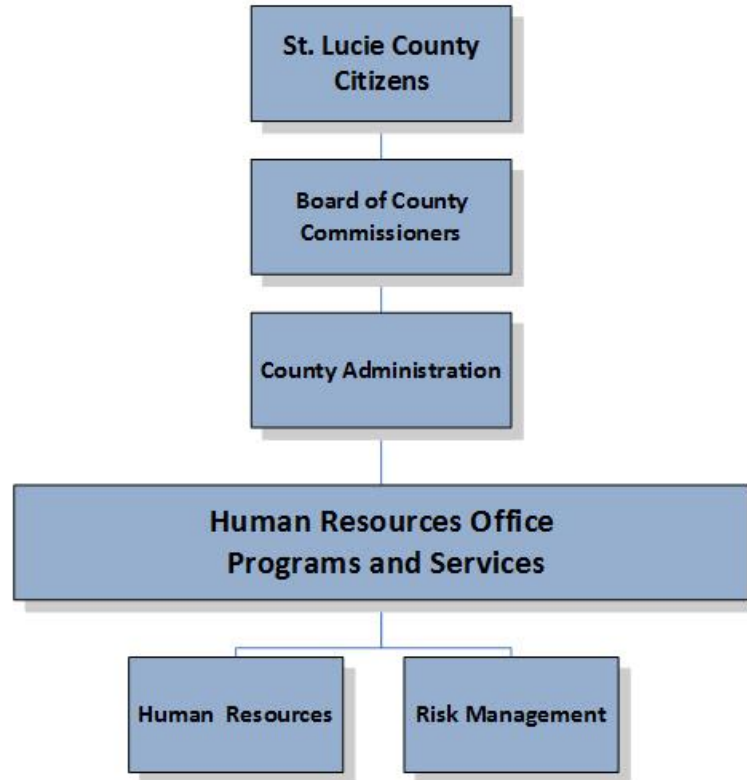 St. Lucie County
Citizens
Board of County
Commissioners
County Administration
Human Resources Office
Programs and Services
Human Resources
Risk Management